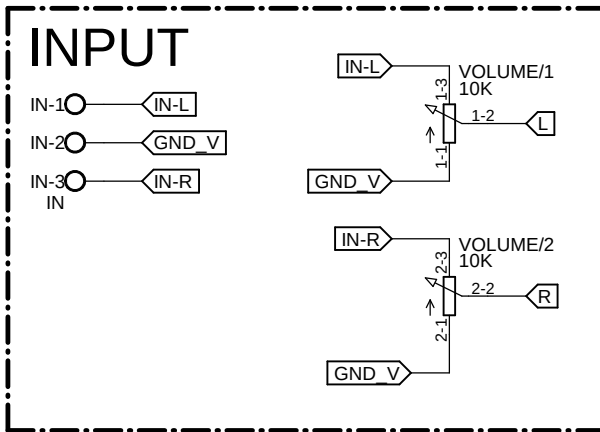 INPUT
IN-1
IN-L
IN-2
GND_V
IN-3
IN-R
IN
IN-L
VOLUME/1
10K
1-3
1-2
L
1-1
GND_V
IN-R
VOLUME/2
10K
2-3
2-2
R
2-1
GND_V